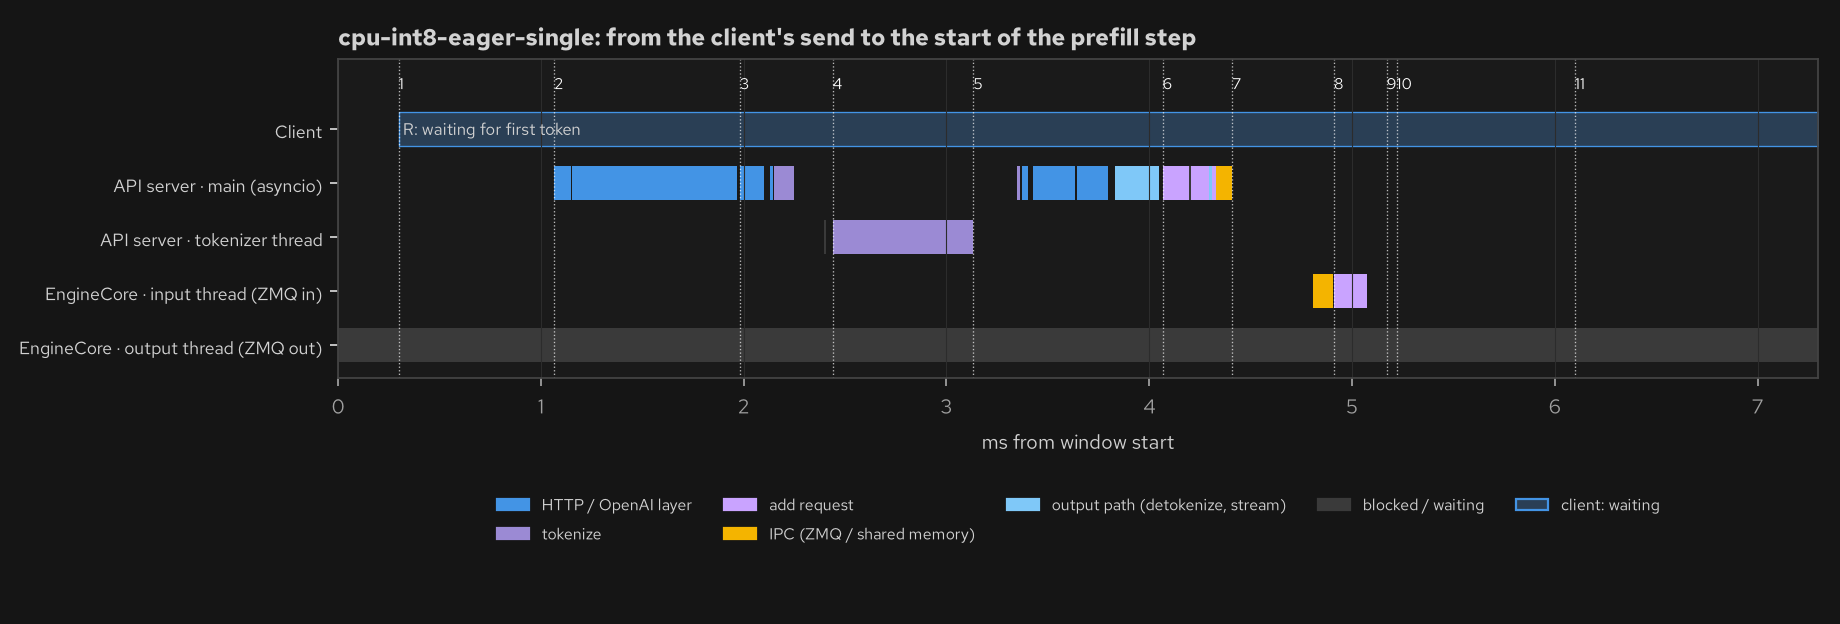 cpu-int8-eager-single: from the client's send to the start of the prefill step
1 2 3 4 5 6 7 8 9 10 11
Client
R: waiting for first token
API server · main (asyncio)
API server · tokenizer thread
EngineCore · input thread (ZMQ in)
EngineCore · output thread (ZMQ out)
0 1 2 3 4 5 6 7
ms from window start
HTTP / OpenAI layer add request output path (detokenize, stream) blocked / waiting client: waiting
tokenize IPC (ZMQ / shared memory)